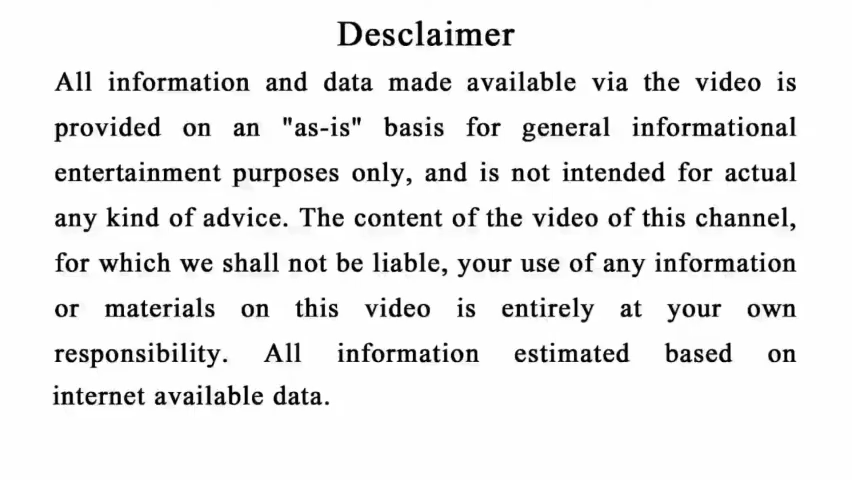 Desclaimer
All information and data made available via the video is
provided on an "as-is" basis for general informational
entertainment purposes only, and is not intended for actual
any kind of advice. The content of the video of this channel,
for which we shall not be liable, your use of any information
or materials on this video is entirely at your own
responsibility. All information estimated based on
internet available data.